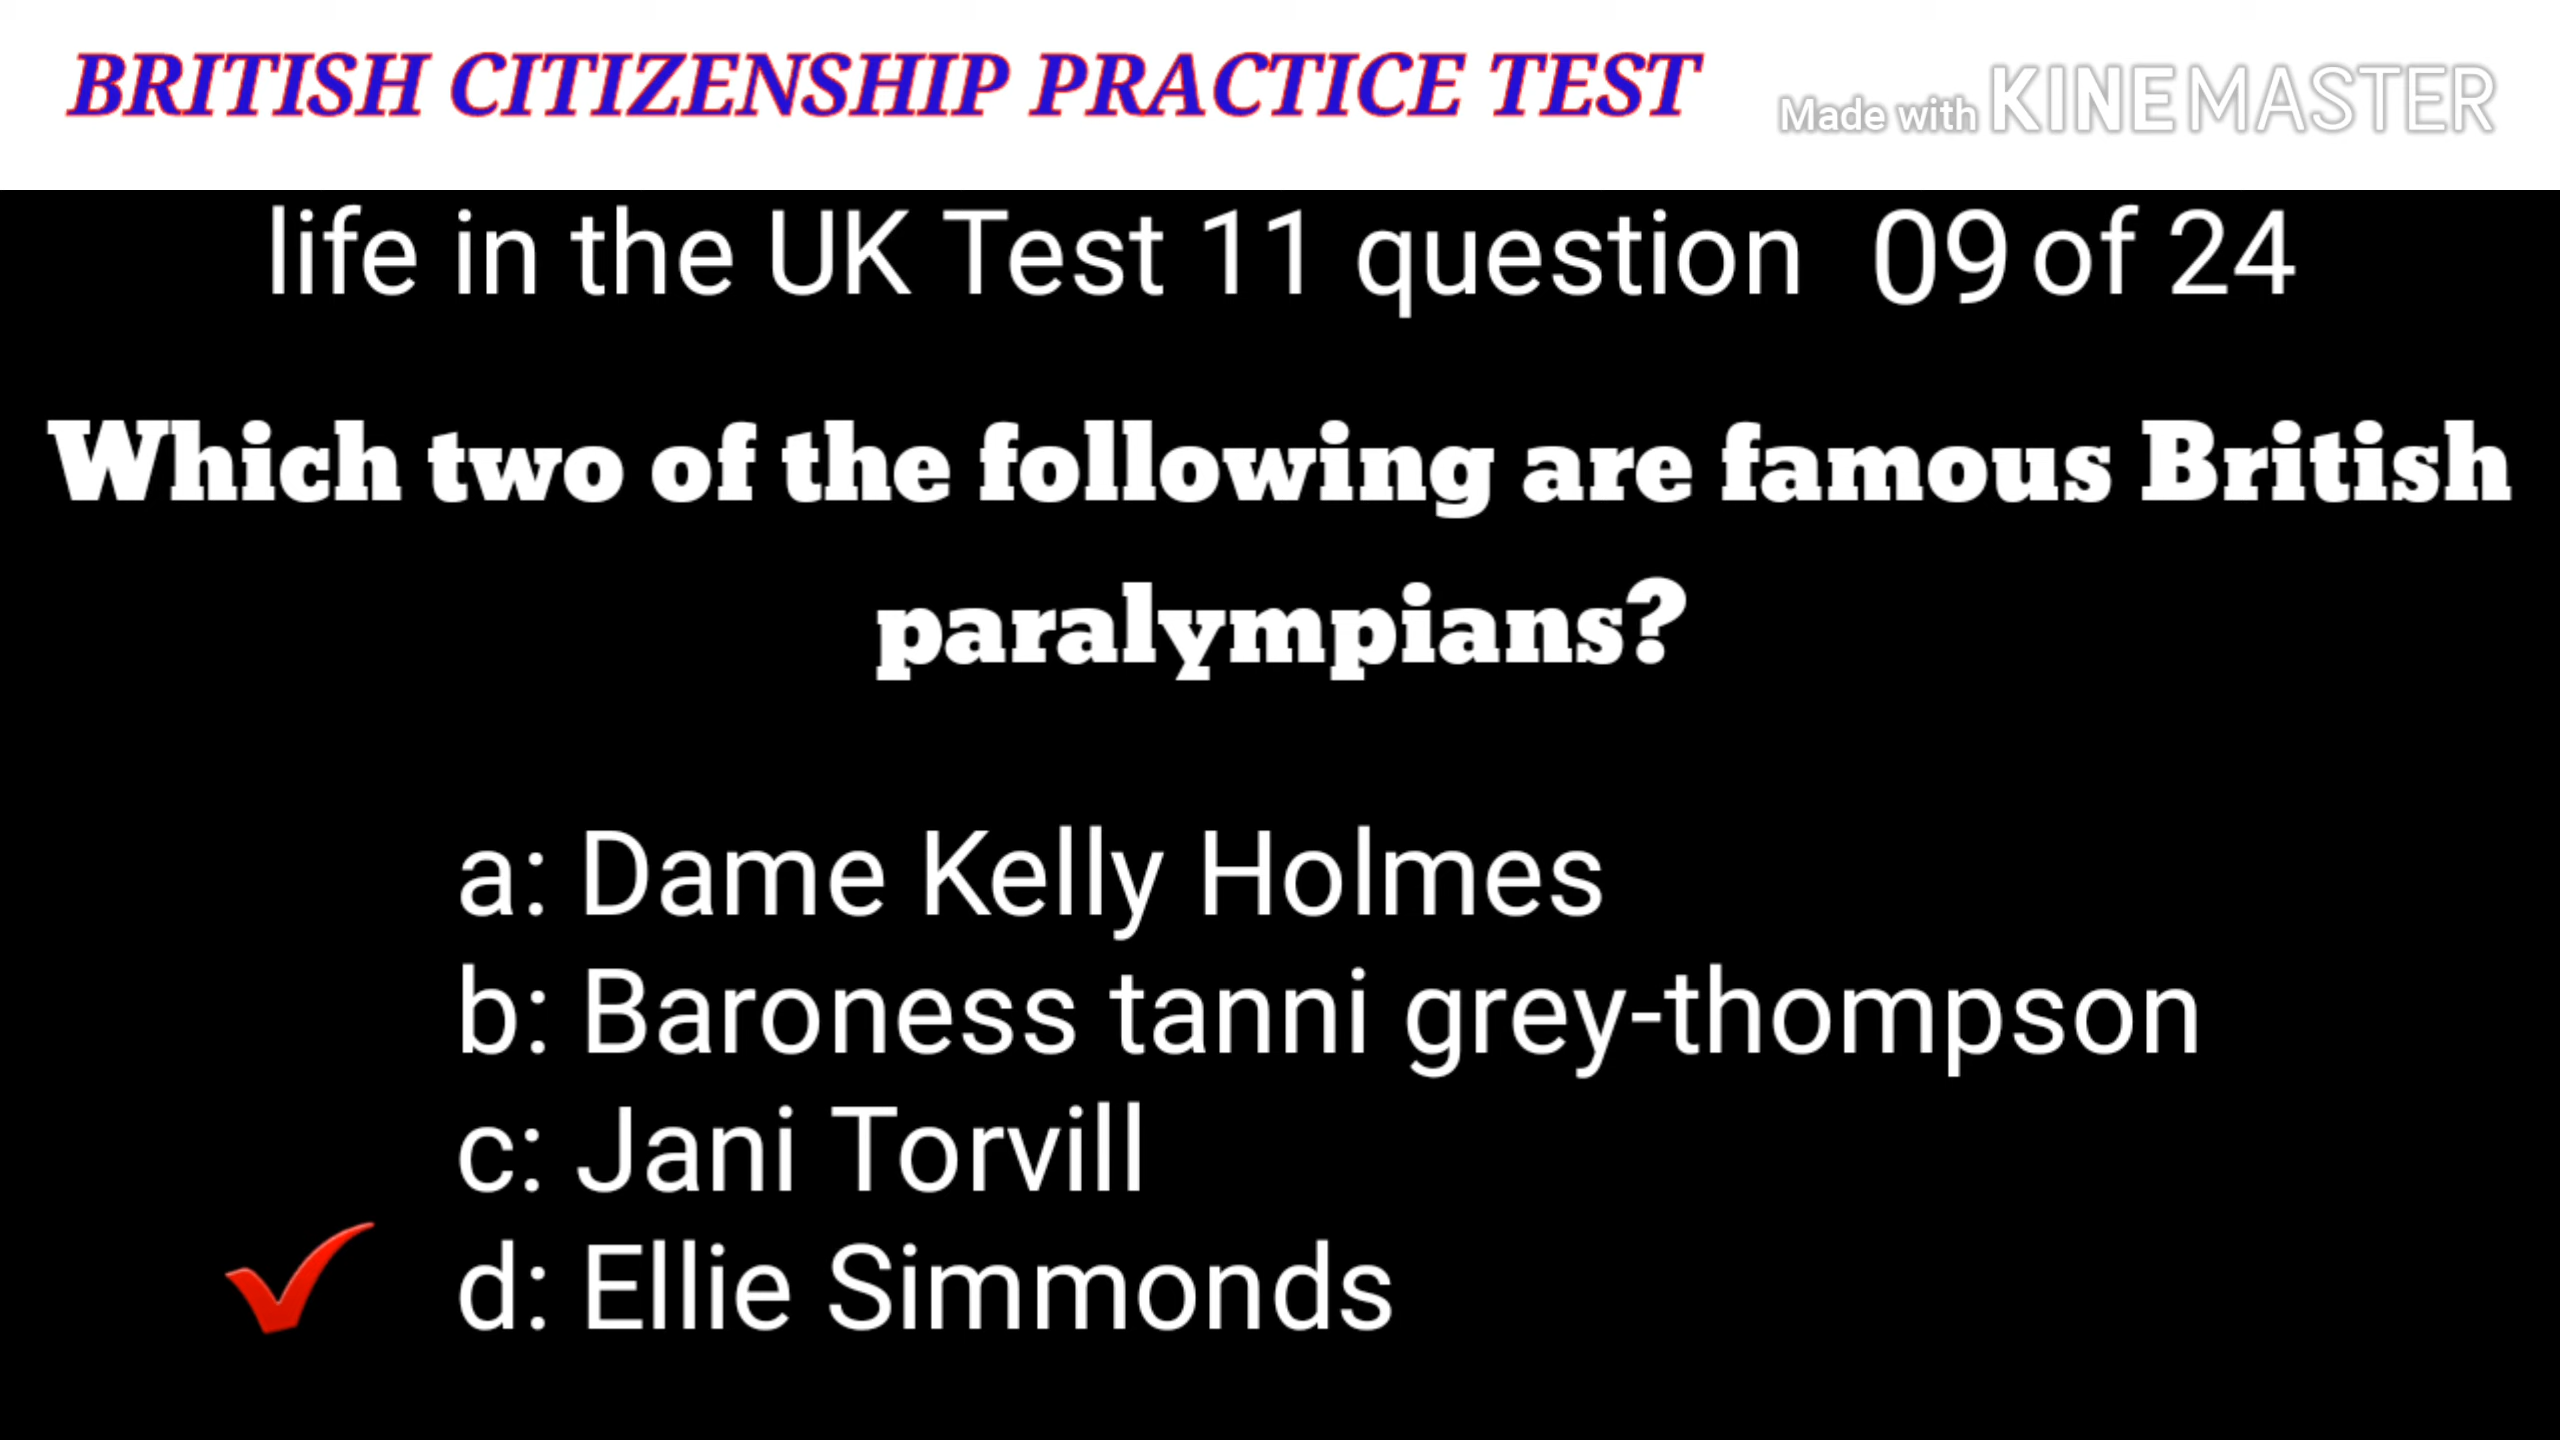 BRITISH CITIZENSHIP PRACTICE TEST
Made with KINEMASTER
life in the UK Test 11 question 09 of 24
Which two of the following are famous British
paralympians?
a: Dame Kelly Holmes
b: Baroness tanni grey-thompson
c: Jani Torvill
d: Ellie Simmonds